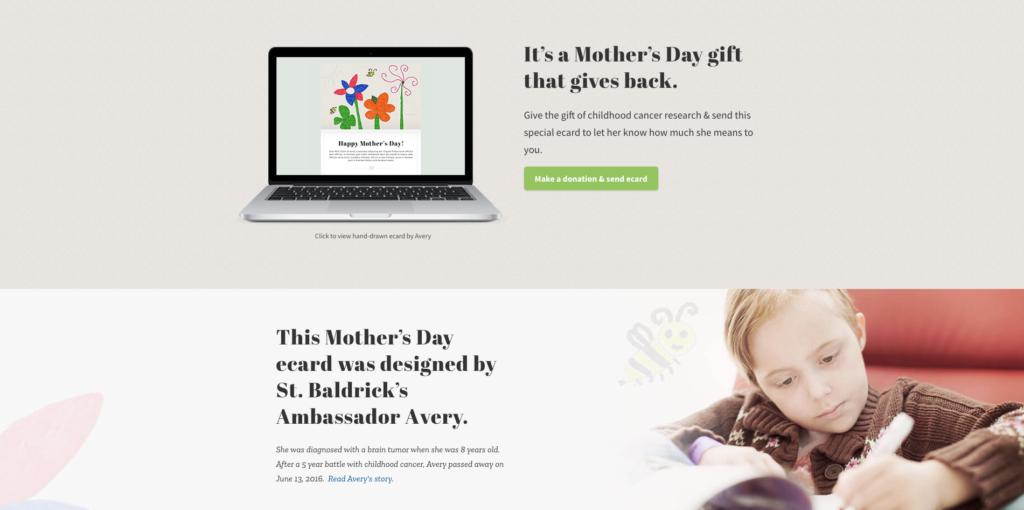 It's a Mother's Day gift
that gives back.
Give the gift of childhood cancer research & send this
special ecard to let her know how much she means to
you.
Make a donation & send ecard
Happy Mother's Day!
Click to view hand-drawn ecard by Avery
This Mother's Day
ecard was designed by
St. Baldrick's
Ambassador Avery.
She was diagnosed with a brain tumor when she was 8 years old.
After a 5 year battle with childhood cancer, Avery passed away on
June 13, 2016. Read Avery's story.